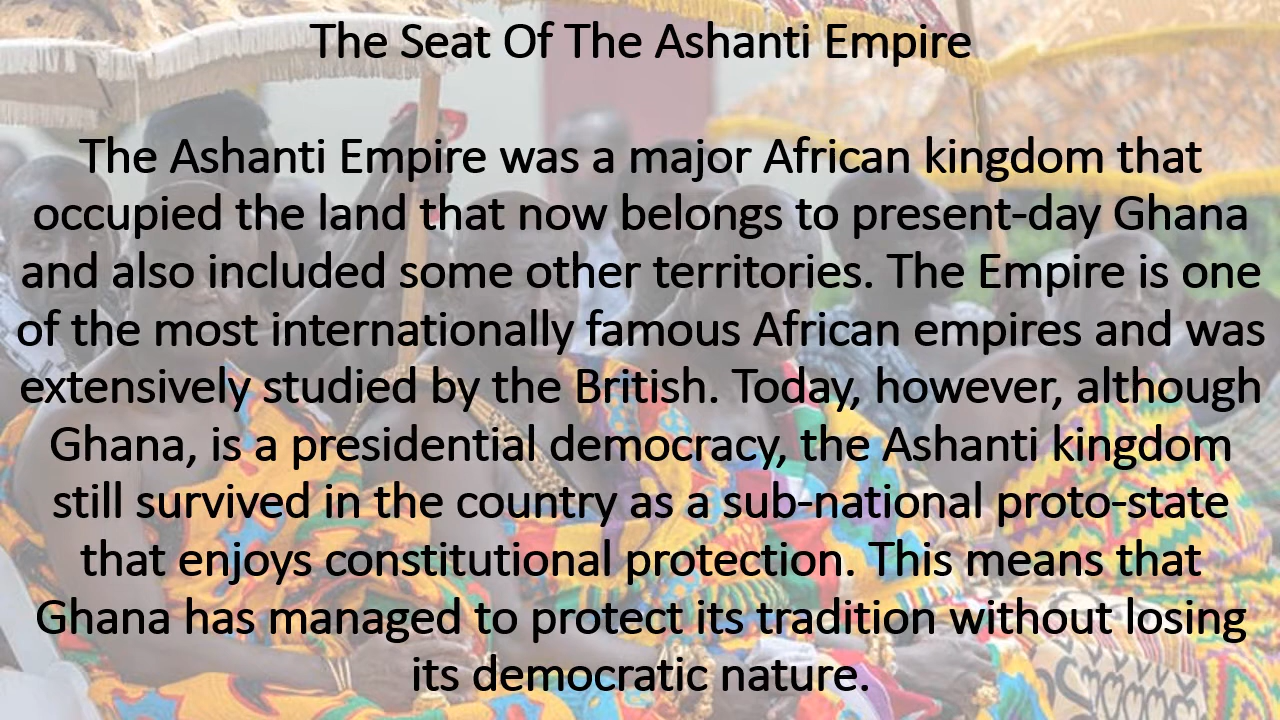 The Seat Of The Ashanti Empire
The Ashanti Empire was a major African kingdom that
occupied the land that now belongs to present-day Ghana
and also included some other territories. The Empire is one
of the most internationally famous African empires and was
extensively studied by the British. Today, however, although
Ghana, is a presidential democracy, the Ashanti kingdom
still survived in the country as a sub-national proto-state
that enjoys constitutional protection. This means that
Ghana has managed to protect its tradition without losing
its democratic nature.